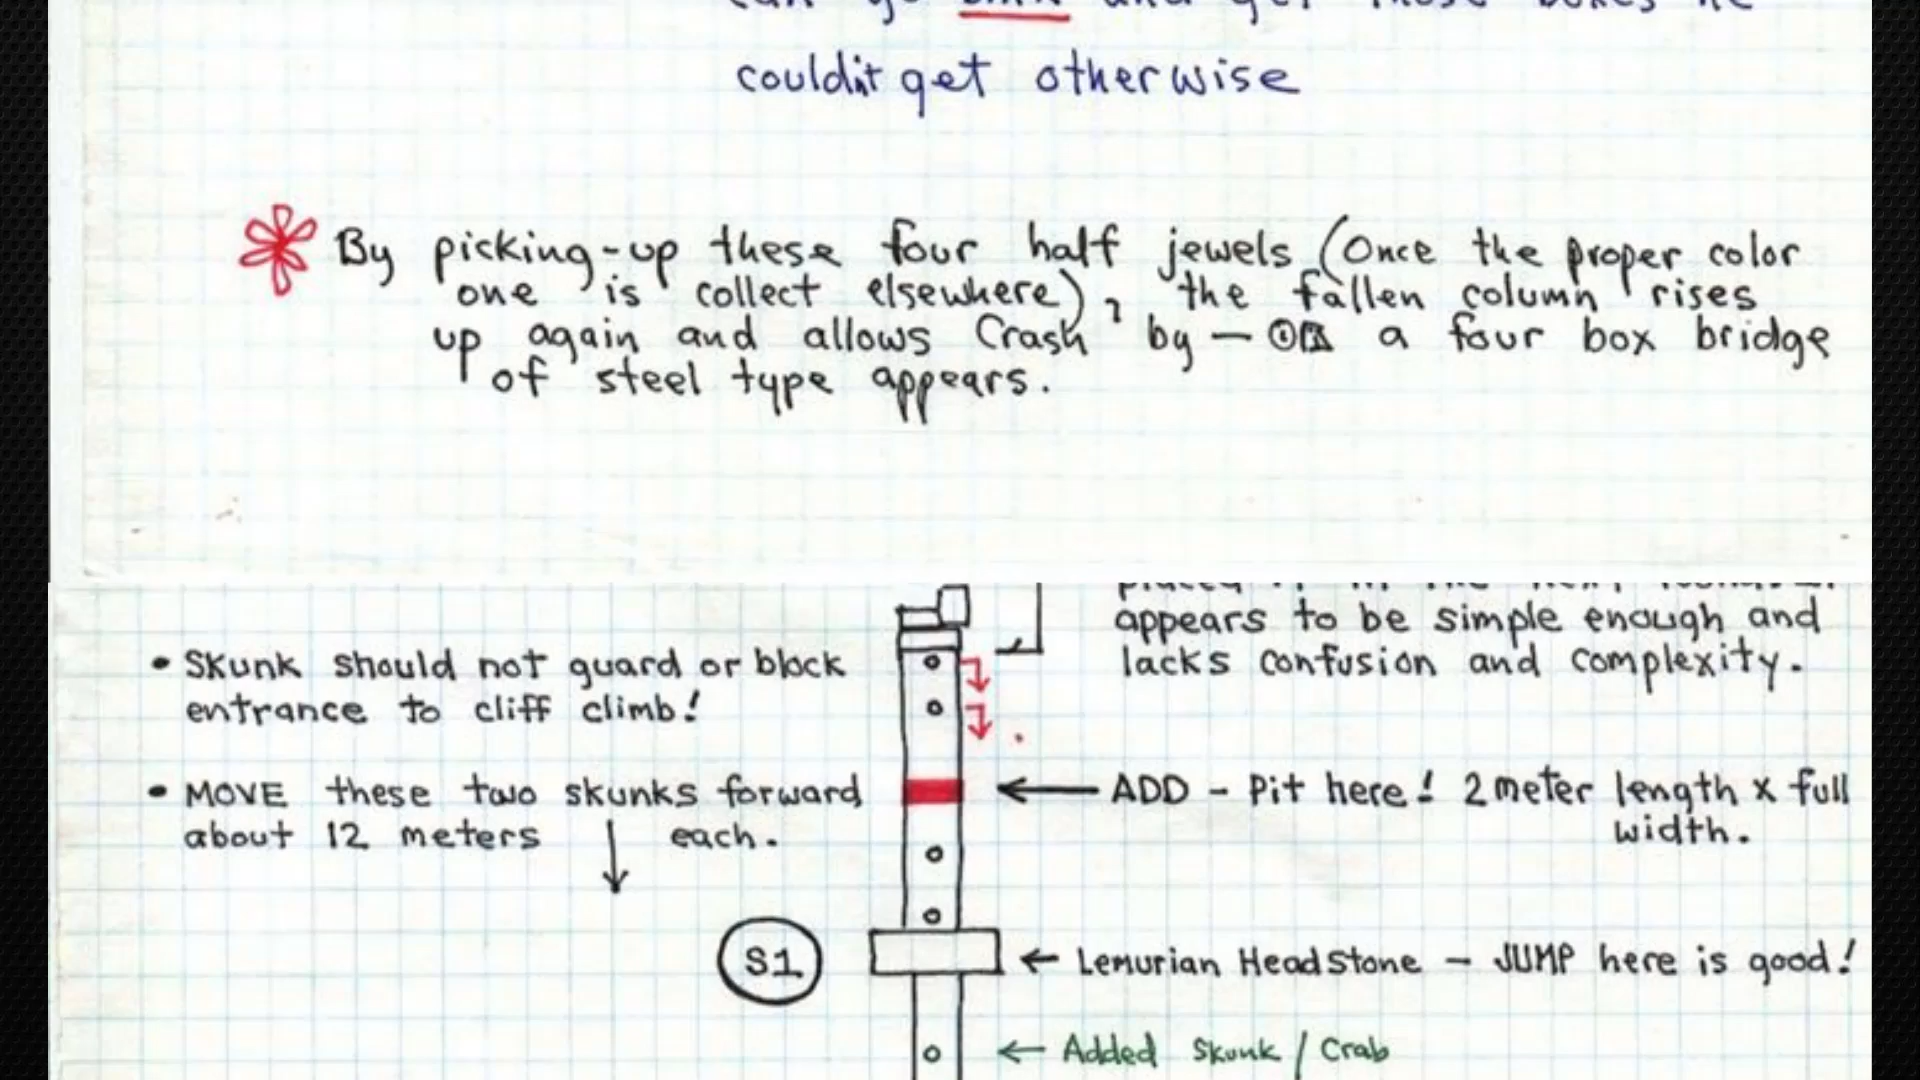 and
couldn't get otherwise
By picking-up these four half jewels (Once the proper color
one is collect elsewhere), the fallen column rises
up again and allows Crash by — OR a four box bridge
of steel type appears.
appears to be simple enough and
lacks confusion and complexity.
• Skunk should not guard or block
entrance to cliff climb!
• MOVE these two skunks forward
about 12 meters ↓ each.
← ADD - Pit here! 2 meter length x full
width.
S1
← Lemurian HeadStone - JUMP here is good!
← Added Skunk / Crab